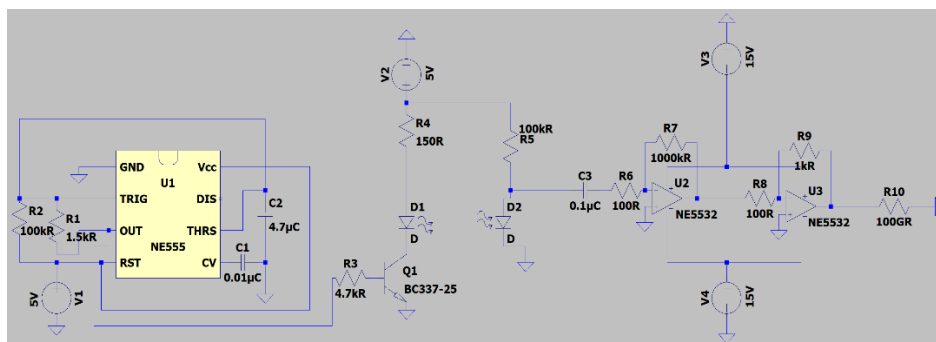 V2
5V
R4
150R
D1
D
Q1
BC337-25
R3
4.7kR
GND
Vcc
U1
TRIG
DIS
OUT
THRS
NE555
RST
CV
R2
100kR
R1
1.5kR
C2
4.7µC
C1
0.01µC
5V
V1
100kR
R5
D2
D
C3
0.1µC
R6
100R
R7
1000kR
U2
NE5532
V3
15V
R9
1kR
R8
100R
U3
NE5532
R10
100GR
V4
15V